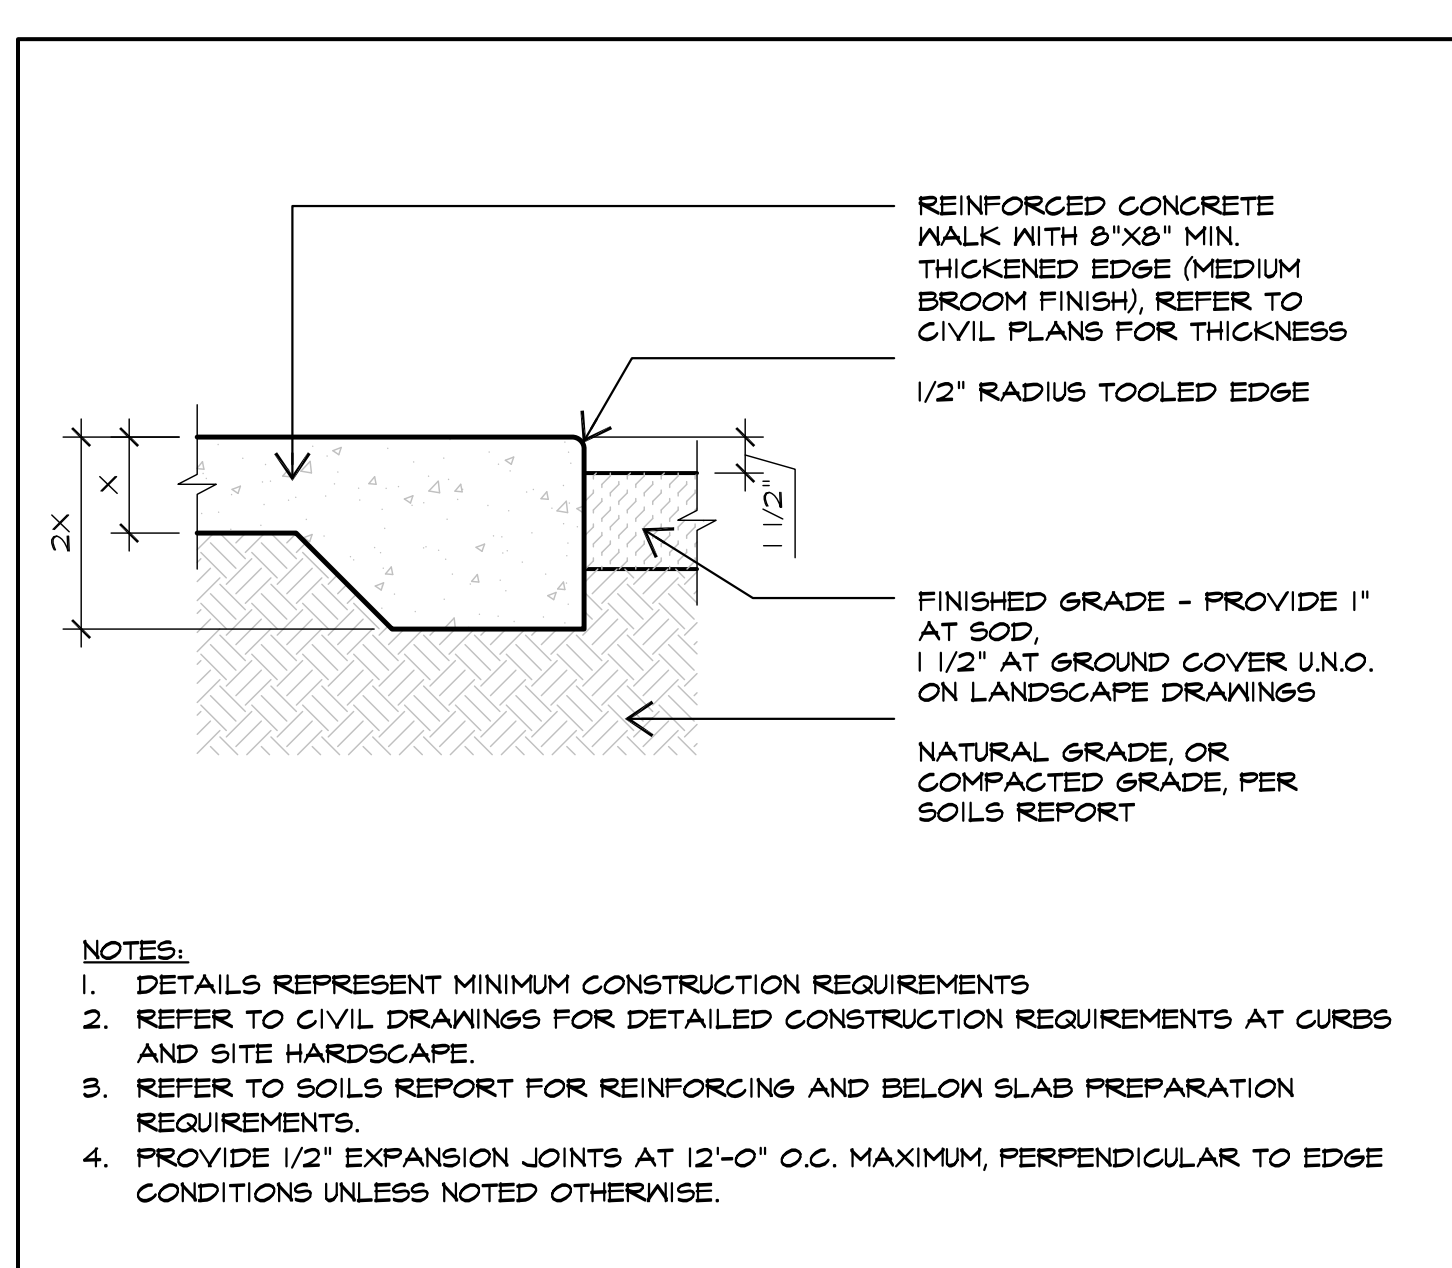 REINFORCED CONCRETE
WALK WITH 8"X8" MIN.
THICKENED EDGE (MEDIUM
BROOM FINISH), REFER TO
CIVIL PLANS FOR THICKNESS
1/2" RADIUS TOOLED EDGE
X
2X
1 1/2"
FINISHED GRADE - PROVIDE 1"
AT SOD,
1 1/2" AT GROUND COVER U.N.O.
ON LANDSCAPE DRAWINGS
NATURAL GRADE, OR
COMPACTED GRADE, PER
SOILS REPORT
NOTES:
1. DETAILS REPRESENT MINIMUM CONSTRUCTION REQUIREMENTS
2. REFER TO CIVIL DRAWINGS FOR DETAILED CONSTRUCTION REQUIREMENTS AT CURBS
AND SITE HARDSCAPE.
3. REFER TO SOILS REPORT FOR REINFORCING AND BELOW SLAB PREPARATION
REQUIREMENTS.
4. PROVIDE 1/2" EXPANSION JOINTS AT 12'-0" O.C. MAXIMUM, PERPENDICULAR TO EDGE
CONDITIONS UNLESS NOTED OTHERWISE.